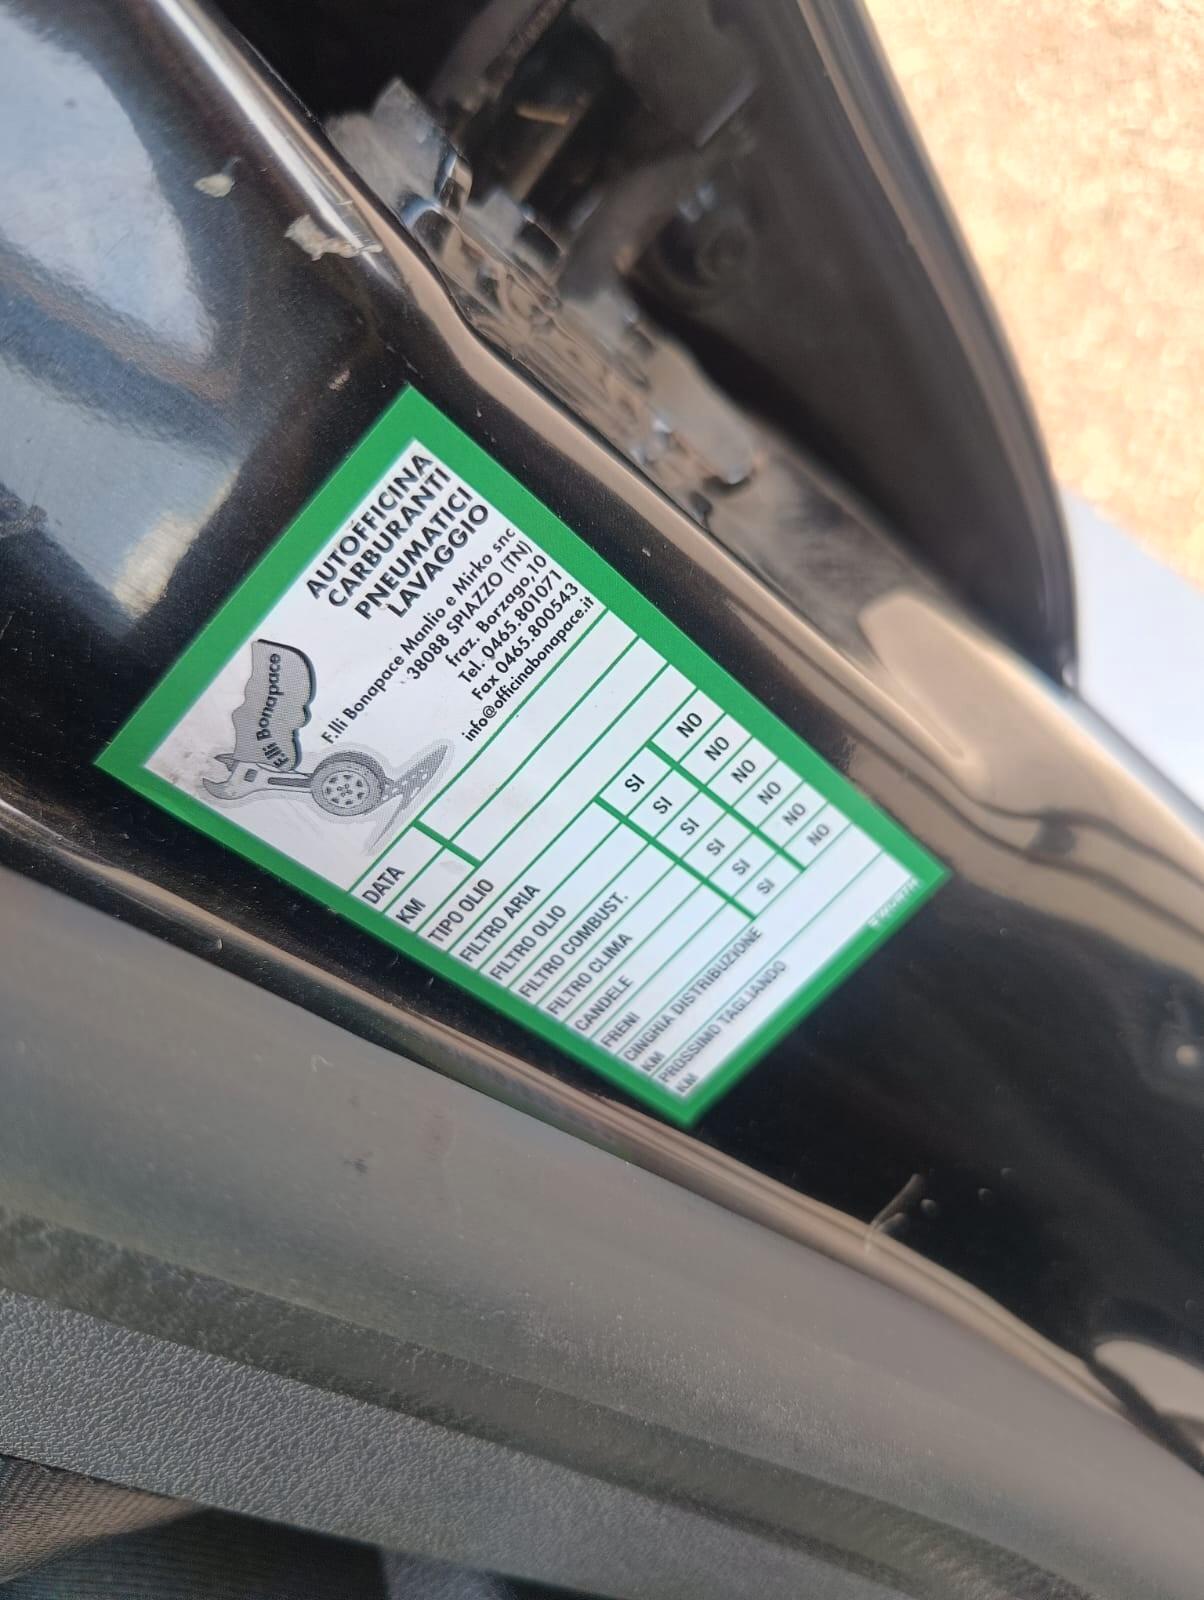 AUTOFFICINA
CARBURANTI
PNEUMATICI
LAVAGGIO
F.lli Bonapace
F.lli Bonapace Manlio e Mirko snc
38088 SPIAZZO (TN)
fraz. Borzago, 10
Tel. 0465.801071
Fax 0465.800543
info@officinabonapace.it
DATA
KM
TIPO OLIO
FILTRO ARIA SI NO
FILTRO OLIO SI NO
FILTRO COMBUST. SI NO
FILTRO CLIMA SI NO
CANDELE SI NO
FRENI SI NO
CINGHIA DISTRIBUZIONE
KM
PROSSIMO TAGLIANDO
KM